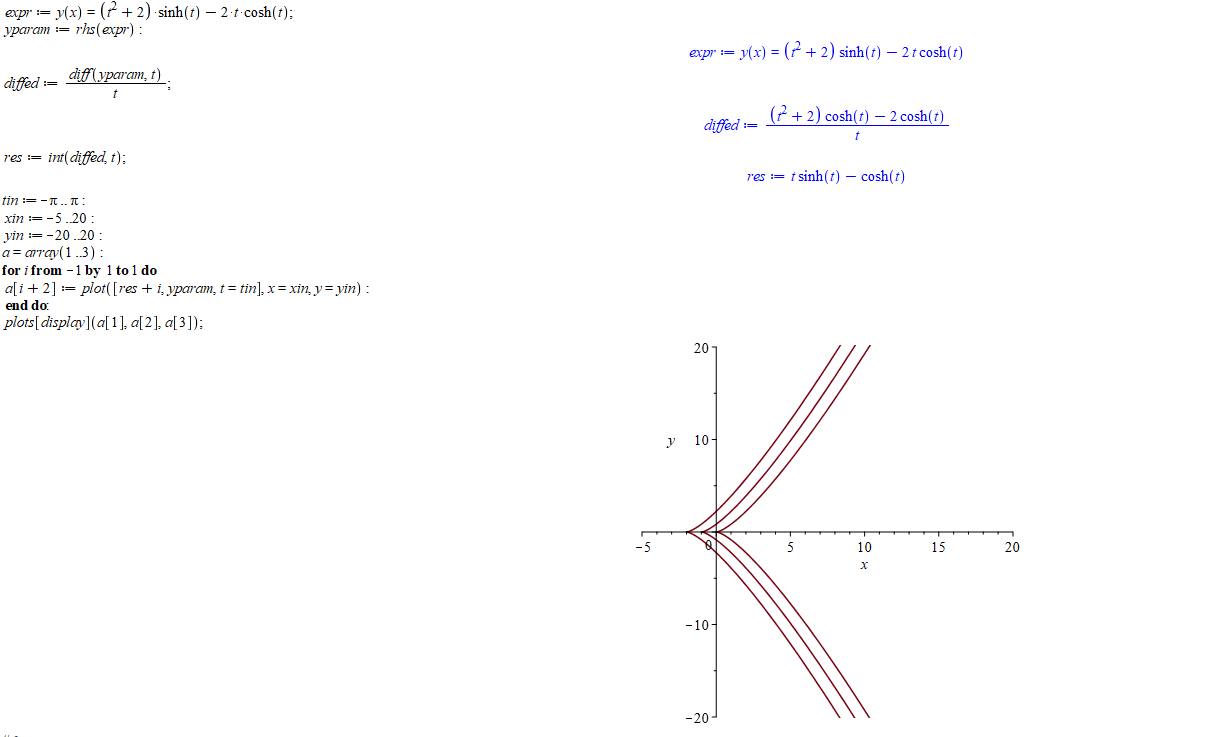 expr := y(x) = (t² + 2)·sinh(t) − 2·t·cosh(t);
yparam := rhs(expr) :
expr := y(x) = (t² + 2) sinh(t) − 2 t cosh(t)
diffed := diff(yparam, t) / t ;
diffed := ((t² + 2) cosh(t) − 2 cosh(t)) / t
res := int(diffed, t);
res := t sinh(t) − cosh(t)
tin := −π .. π :
xin := −5 ..20 :
yin := −20 ..20 :
a = array(1 ..3) :
for i from −1 by 1 to 1 do
a[i + 2] := plot([res + i, yparam, t = tin], x = xin, y = yin) :
end do:
plots[display](a[1], a[2], a[3]);
20
y 10
−5 0 5 10 15 20
x
−10
−20